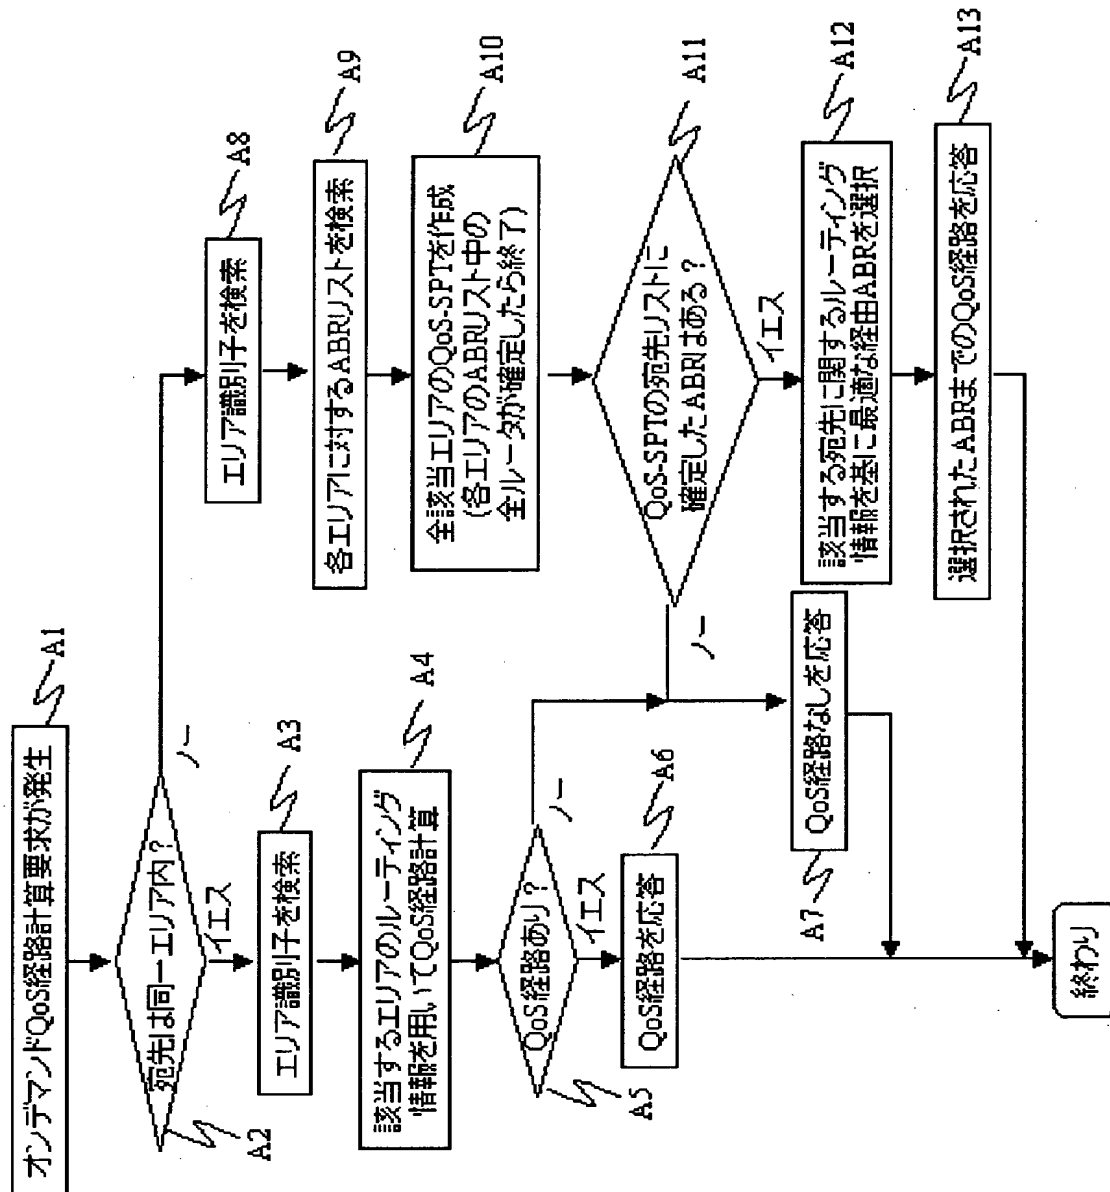 オンデマンドQoS経路計算要求が発生
A1
宛先は同一エリア内?
A2
ノー
イエス
エリア識別子を検索
A3
該当するエリアのルーティング
情報を用いてQoS経路計算
A4
QoS経路あり?
A5
ノー
イエス
QoS経路を応答
A6
QoS経路なしを応答
A7
エリア識別子を検索
A8
各エリアに対するABRリストを検索
A9
全該当エリアのQoS-SPTを作成
(各エリアのABRリスト中の
全ルータが確定したら終了)
A10
QoS-SPTの宛先リストに
確定したABRはある?
A11
ノー
イエス
該当する宛先に関するルーティング
情報を基に最適な経由ABRを選択
A12
選択されたABRまでのQoS経路を応答
A13
終わり